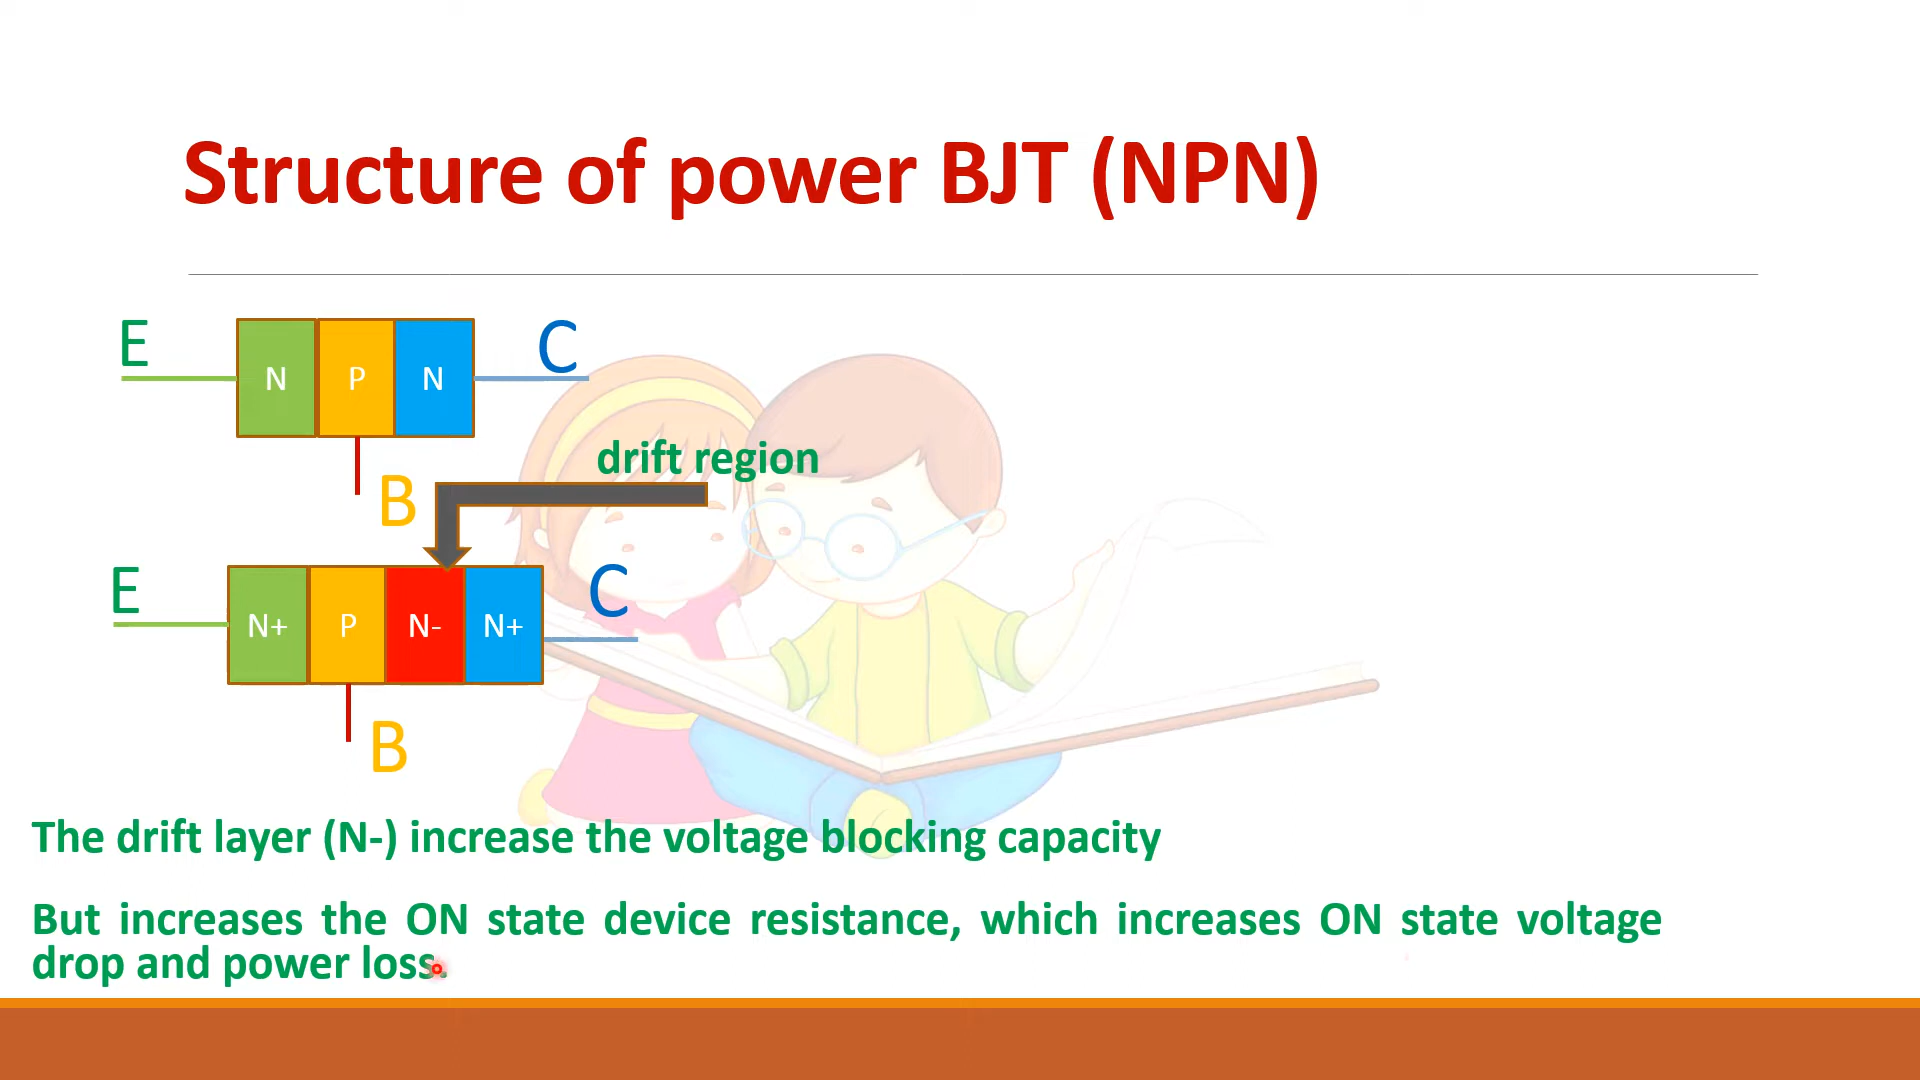 Structure of power BJT (NPN)
E
N P N
C
B
drift region
E
N+ P N- N+
C
B
The drift layer (N-) increase the voltage blocking capacity
But increases the ON state device resistance, which increases ON state voltage
drop and power loss.